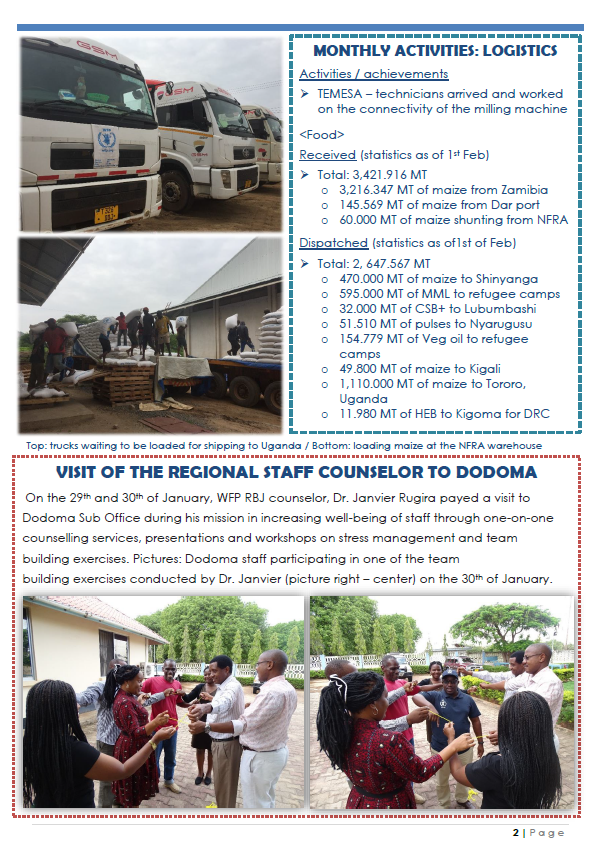 GSM
GSM
MONTHLY ACTIVITIES: LOGISTICS
Activities / achievements
➢ TEMESA – technicians arrived and worked
on the connectivity of the milling machine
<Food>
Received (statistics as of 1st Feb)
➢ Total: 3,421.916 MT
o 3,216.347 MT of maize from Zambia
o 145.569 MT of maize from Dar port
o 60.000 MT of maize shunting from NFRA
Dispatched (statistics as of1st of Feb)
➢ Total: 2, 647.567 MT
o 470.000 MT of maize to Shinyanga
o 595.000 MT of MML to refugee camps
o 32.000 MT of CSB+ to Lubumbashi
o 51.510 MT of pulses to Nyarugusu
o 154.779 MT of Veg oil to refugee
camps
o 49.800 MT of maize to Kigali
o 1,110.000 MT of maize to Tororo,
Uganda
o 11.980 MT of HEB to Kigoma for DRC
Top: trucks waiting to be loaded for shipping to Uganda / Bottom: loading maize at the NFRA warehouse
VISIT OF THE REGIONAL STAFF COUNSELOR TO DODOMA
On the 29th and 30th of January, WFP RBJ counselor, Dr. Janvier Rugira payed a visit to
Dodoma Sub Office during his mission in increasing well-being of staff through one-on-one
counselling services, presentations and workshops on stress management and team
building exercises. Pictures: Dodoma staff participating in one of the team
building exercises conducted by Dr. Janvier (picture right – center) on the 30th of January.
2 | Page